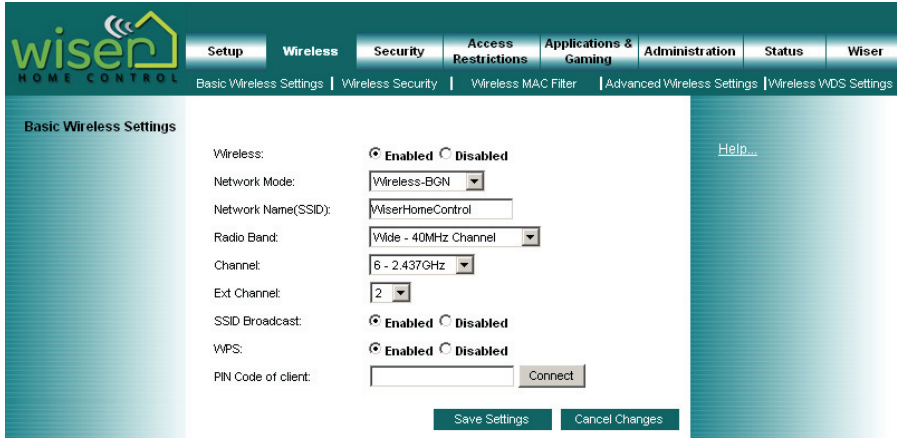 wiser
HOME CONTROL
Setup Wireless Security Access Restrictions Applications & Gaming Administration Status Wiser
Basic Wireless Settings | Wireless Security | Wireless MAC Filter | Advanced Wireless Settings | Wireless WDS Settings
Basic Wireless Settings
Help...
Wireless: Enabled Disabled
Network Mode: Wireless-BGN
Network Name(SSID): WiserHomeControl
Radio Band: Wide - 40MHz Channel
Channel: 6 - 2.437GHz
Ext Channel: 2
SSID Broadcast: Enabled Disabled
WPS: Enabled Disabled
PIN Code of client: Connect
Save Settings Cancel Changes